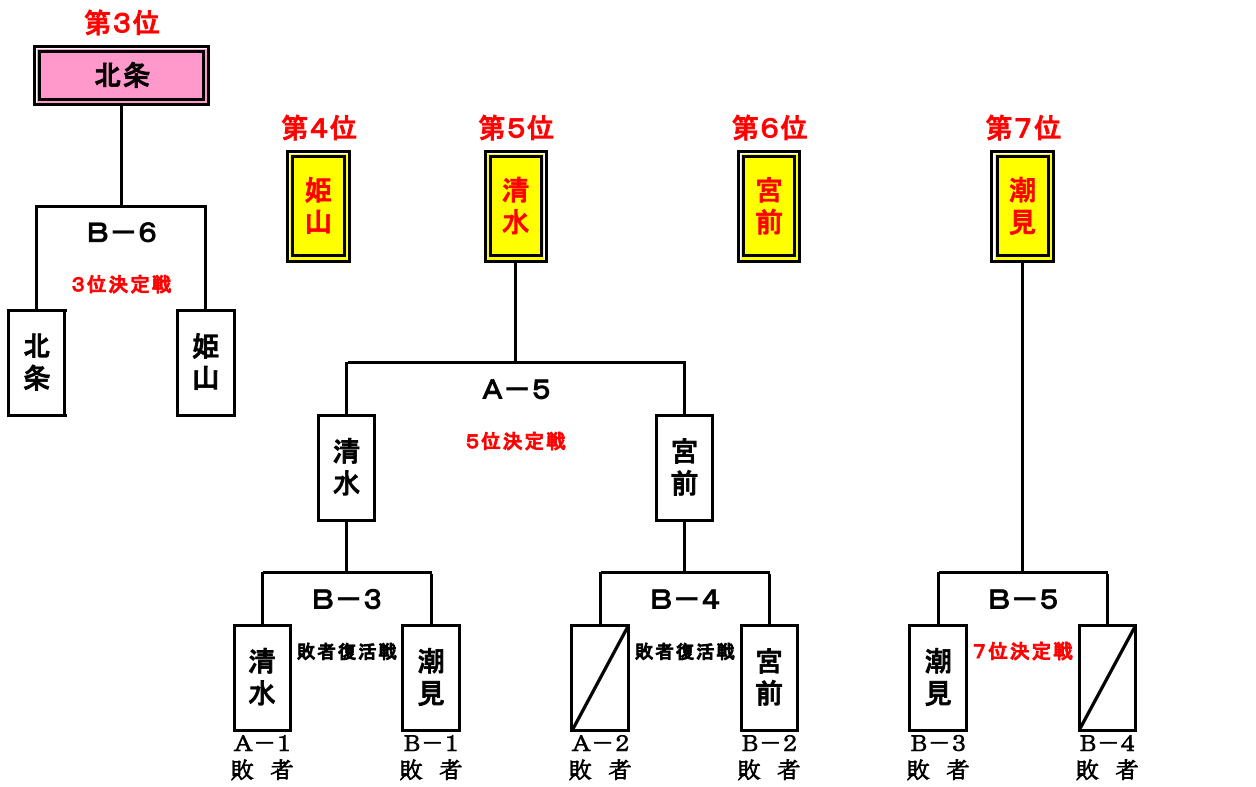 第３位
北条
第４位
第５位
第６位
第７位
姫山
清水
宮前
潮見
Ｂ－６
３位決定戦
北条
姫山
Ａ－５
５位決定戦
清水
宮前
Ｂ－３
Ｂ－４
Ｂ－５
清水
敗者復活戦
潮見
敗者復活戦
宮前
潮見
７位決定戦
Ａ－１
敗者
Ｂ－１
敗者
Ａ－２
敗者
Ｂ－２
敗者
Ｂ－３
敗者
Ｂ－４
敗者